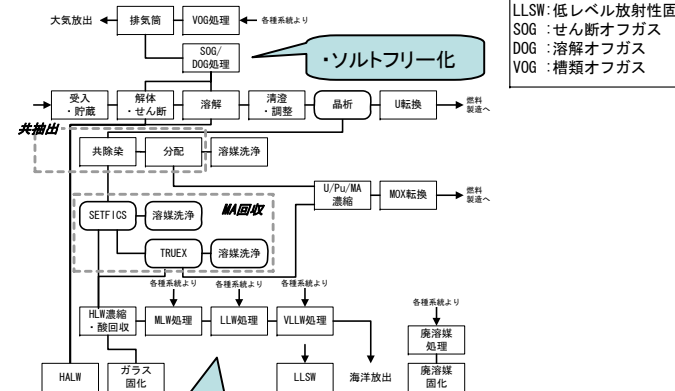 LLSW:低レベル放射性固
SOG :せん断オフガス
DOG :溶解オフガス
VOG :槽類オフガス
大気放出
排気筒
VOG処理
各種系統より
SOG/
DOG処理
・ソルトフリー化
受入
・貯蔵
解体
・せん断
溶解
清澄
・調整
晶析
U転換
燃料
製造へ
共抽出
共除染
分配
溶媒洗浄
U/Pu/MA
濃縮
MOX転換
燃料
製造へ
SETFICS
溶媒洗浄
MA回収
TRUEX
溶媒洗浄
各種系統より
各種系統より
各種系統より
各種系統より
HLW濃縮
・酸回収
MLW処理
LLW処理
VLLW処理
廃溶媒
処理
HALW
ガラス
固化
LLSW
海洋放出
廃溶媒
固化